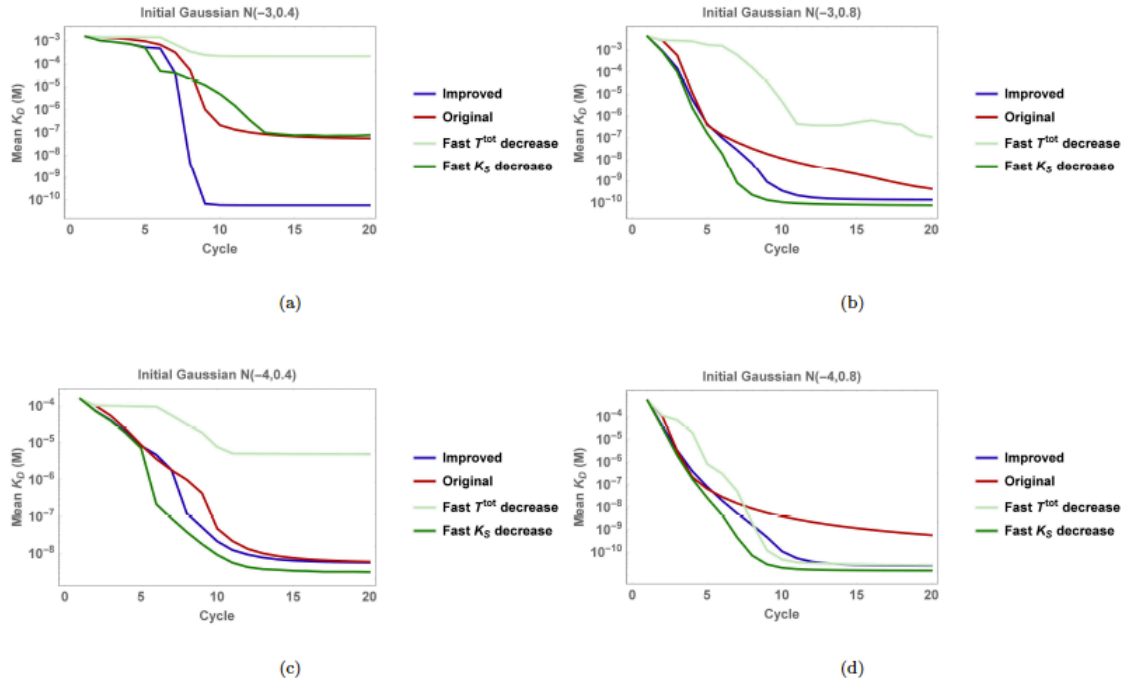 Initial Gaussian N(−3,0.4)
Mean K_D (M)
10⁻³
10⁻⁴
10⁻⁵
10⁻⁶
10⁻⁷
10⁻⁸
10⁻⁹
10⁻¹⁰
0 5 10 15 20
Cycle
Improved
Original
Fast T^tot decrease
Fast K_S decrease
(a)
Initial Gaussian N(−3,0.8)
Mean K_D (M)
10⁻³
10⁻⁴
10⁻⁵
10⁻⁶
10⁻⁷
10⁻⁸
10⁻⁹
10⁻¹⁰
0 5 10 15 20
Cycle
Improved
Original
Fast T^tot decrease
Fast K_S decrease
(b)
Initial Gaussian N(−4,0.4)
Mean K_D (M)
10⁻⁴
10⁻⁵
10⁻⁶
10⁻⁷
10⁻⁸
0 5 10 15 20
Cycle
Improved
Original
Fast T^tot decrease
Fast K_S decrease
(c)
Initial Gaussian N(−4,0.8)
Mean K_D (M)
10⁻⁴
10⁻⁵
10⁻⁶
10⁻⁷
10⁻⁸
10⁻⁹
10⁻¹⁰
0 5 10 15 20
Cycle
Improved
Original
Fast T^tot decrease
Fast K_S decrease
(d)